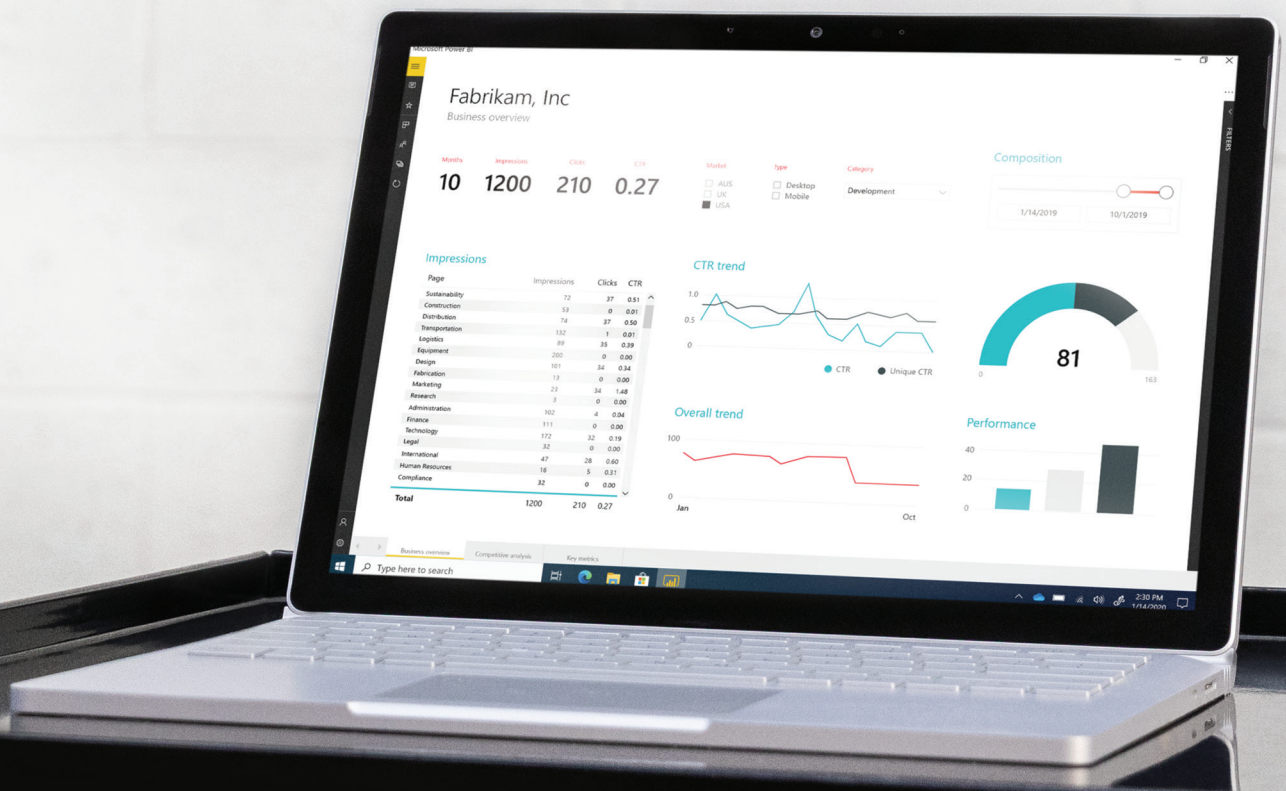 Microsoft Power BI
Fabrikam, Inc
Business overview
Months Impressions Clicks CTR
10 1200 210 0.27
Market
AUS
UK
USA
Type
Desktop
Mobile
Category
Development
Composition
1/14/2019 10/1/2019
FILTERS
Impressions
Page Impressions Clicks CTR
Sustainability 72 37 0.51
Construction 53 0 0.01
Distribution 74 37 0.50
Transportation 132 1 0.01
Logistics 89 35 0.39
Equipment 200 0 0.00
Design 101 34 0.34
Fabrication 13 0 0.00
Marketing 23 34 1.48
Research 3 0 0.00
Administration 102 4 0.04
Finance 111 0 0.00
Technology 172 32 0.19
Legal 32 0 0.00
International 47 28 0.60
Human Resources 16 5 0.31
Compliance 32 0 0.00
Total 1200 210 0.27
CTR trend
1.0
0.5
0
CTR Unique CTR
81
0 163
Overall trend
100
0
Jan Oct
Performance
40
20
0
Business overview Competitive analysis Key metrics
Type here to search
2:30 PM
1/14/2020